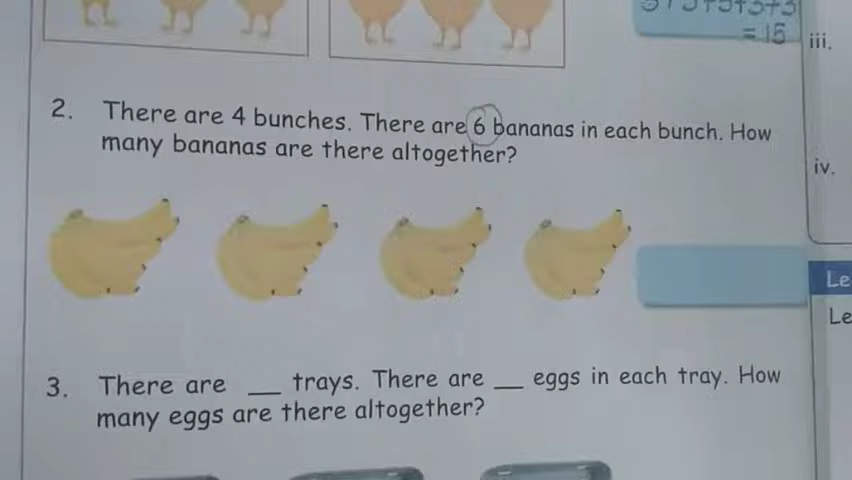 = 15
iii.
2. There are 4 bunches. There are 6 bananas in each bunch. How
many bananas are there altogether?
iv.
Le
Le
3. There are __ trays. There are __ eggs in each tray. How
many eggs are there altogether?